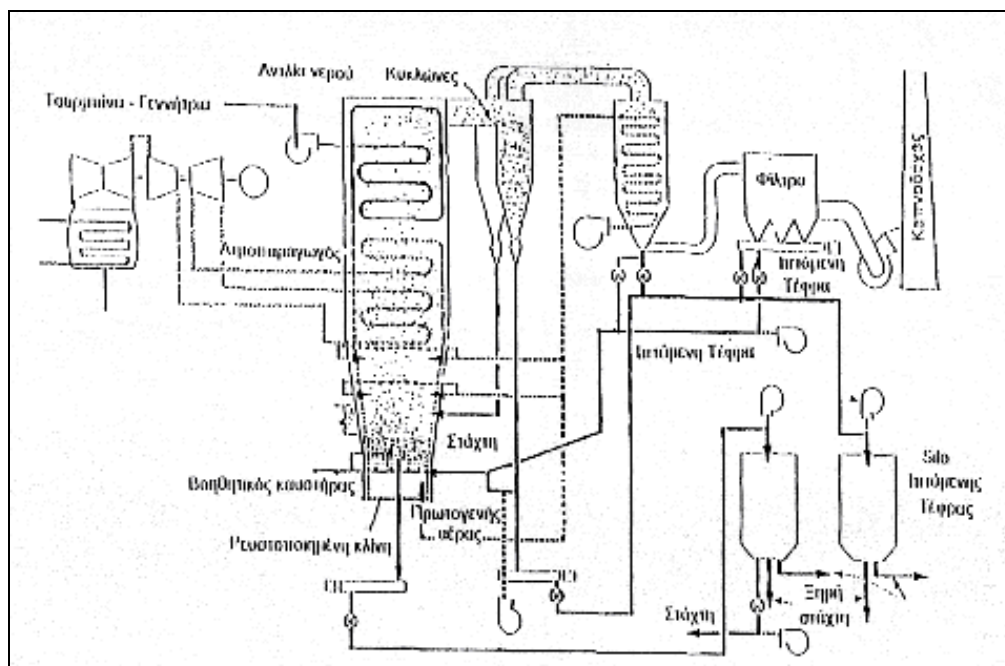 Αντλία νερού
Κυκλώνες
Τουρμπίνα - Γεννήτρια
Καπνοδόχος
Φίλτρο
Ατμοπαραγωγός
Ιπτάμενη
Τέφρα
Ιπτάμενη Τέφρα
Στάχτη
Silo
Ιπτάμενης
Τέφρας
Βοηθητικός καυστήρας
Πρωτογενής
αέρας
Ρευστοποιημένη κλίνη
Ξηρή
στάχτη
Στάχτη